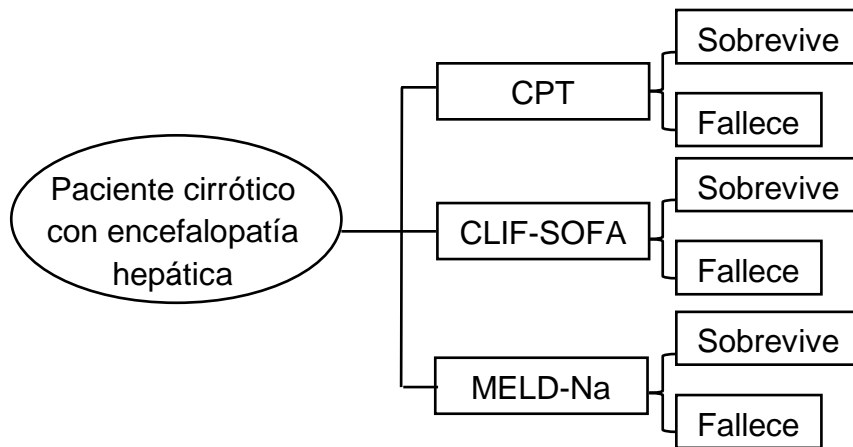 Paciente cirrótico
con encefalopatía
hepática
CPT
Sobrevive
Fallece
CLIF-SOFA
Sobrevive
Fallece
MELD-Na
Sobrevive
Fallece